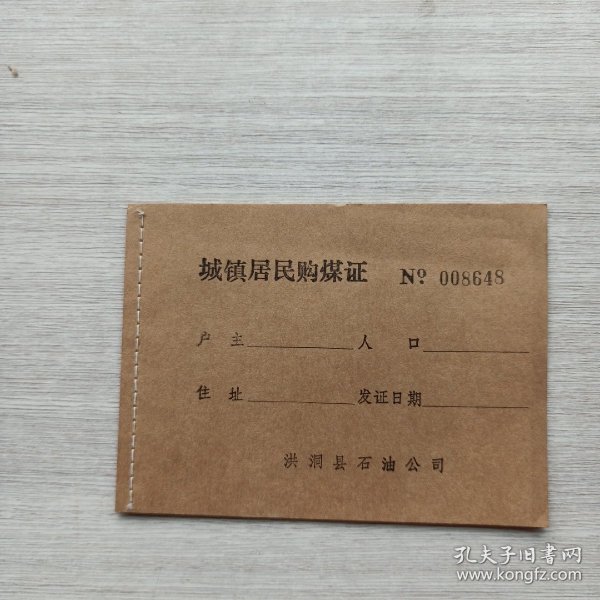 城镇居民购煤证 Nº 008648
户 主 人 口
住 址 发证日期
洪洞县石油公司
孔夫子旧书网
www.kongfz.com